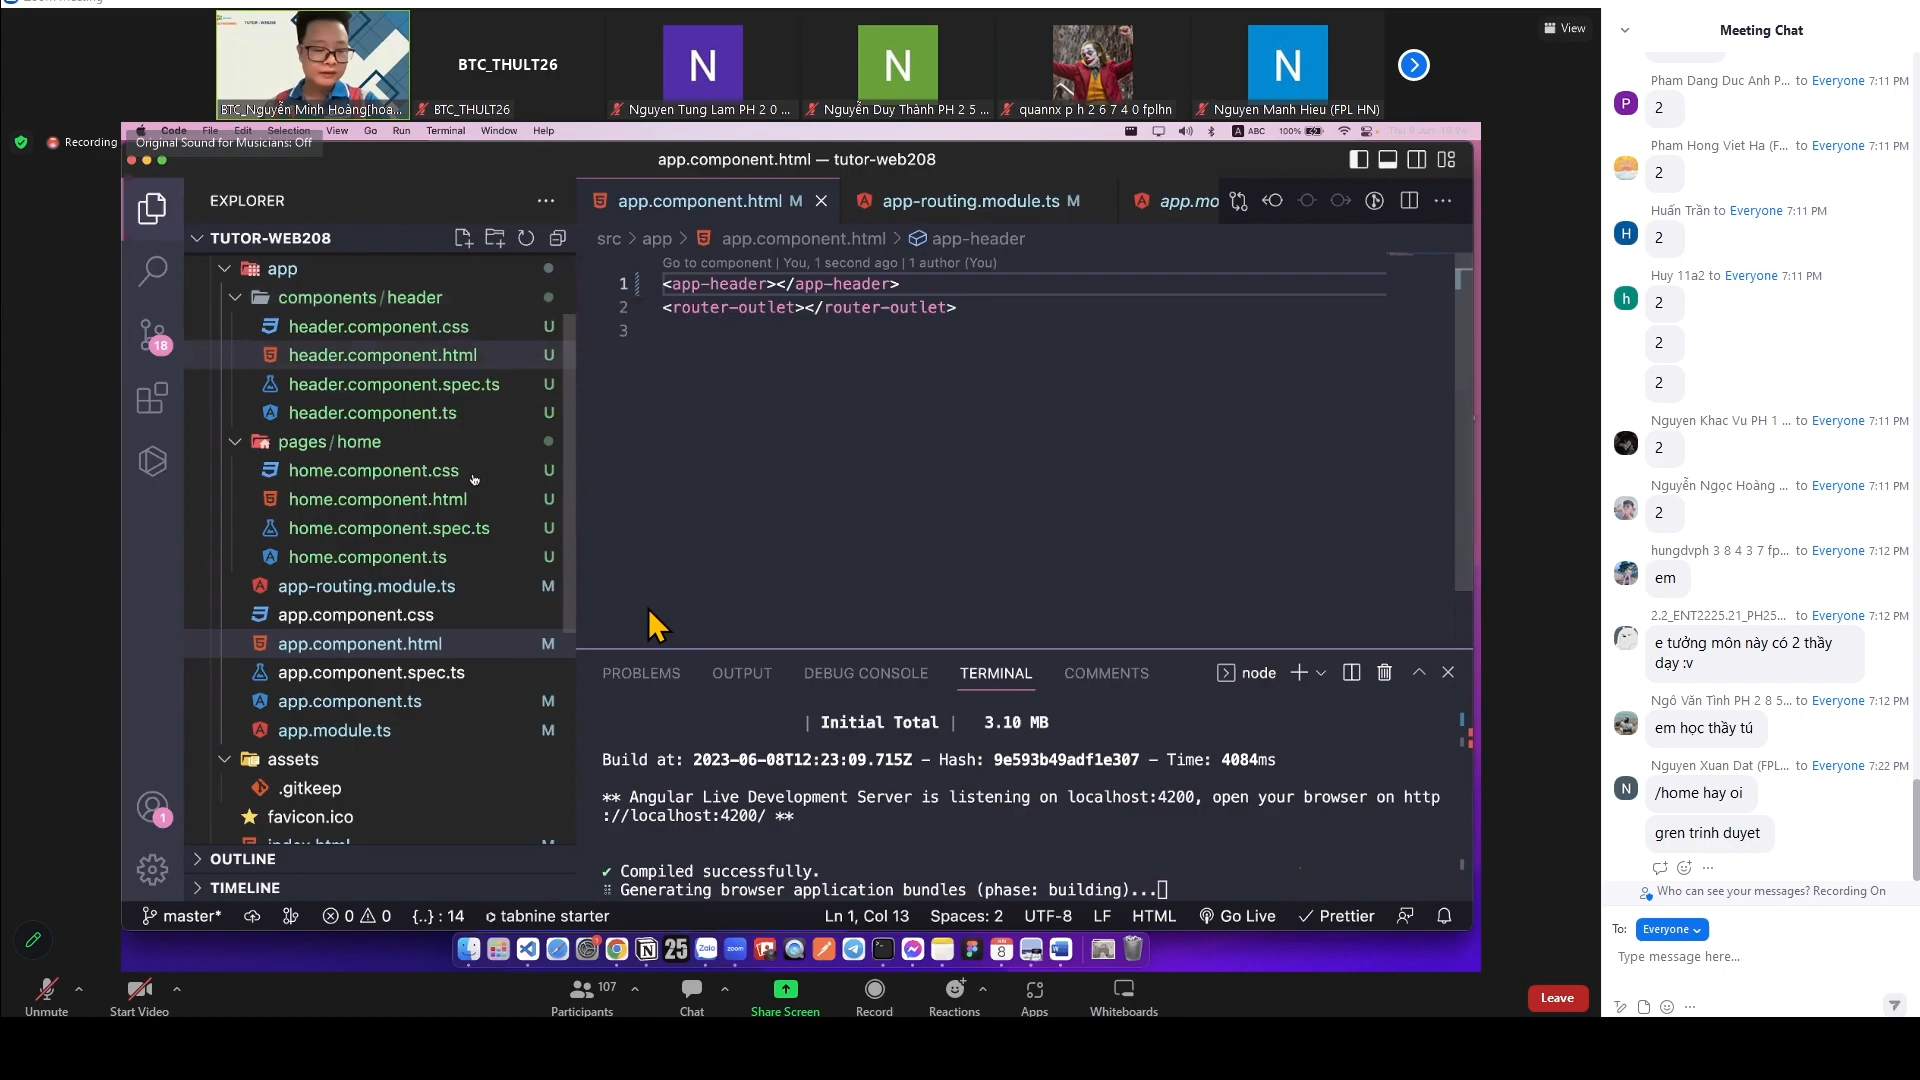 Zoom Meeting
TUTOR - WEB208
BTC_Nguyễn Minh Hoàng[hoa...
BTC_THULT26
BTC_THULT26
N
Nguyen Tung Lam PH 2 0 ...
N
Nguyễn Duy Thành PH 2 5 ...
quannx p h 2 6 7 4 0 fplhn
N
Nguyen Manh Hieu (FPL HN)
View
Recording
Code File Edit Selection View Go Run Terminal Window Help
A ABC 100%
Original Sound for Musicians: Off
app.component.html — tutor-web208
EXPLORER
TUTOR-WEB208
app
components / header
header.component.css U
header.component.html U
header.component.spec.ts U
header.component.ts U
pages / home
home.component.css U
home.component.html U
home.component.spec.ts U
home.component.ts U
app-routing.module.ts M
app.component.css
app.component.html M
app.component.spec.ts
app.component.ts M
app.module.ts M
assets
.gitkeep
favicon.ico
index.html M
OUTLINE
TIMELINE
18
1
app.component.html M
app-routing.module.ts M
app.mo
src > app > app.component.html > app-header
Go to component | You, 1 second ago | 1 author (You)
1 <app-header></app-header>
2 <router-outlet></router-outlet>
3
PROBLEMS OUTPUT DEBUG CONSOLE TERMINAL COMMENTS
node
| Initial Total | 3.10 MB
Build at: 2023-06-08T12:23:09.715Z - Hash: 9e593b49adf1e307 - Time: 4084ms
** Angular Live Development Server is listening on localhost:4200, open your browser on http
://localhost:4200/ **
✔ Compiled successfully.
⠿ Generating browser application bundles (phase: building)...
master* 0 0 {..} : 14 tabnine starter
Ln 1, Col 13 Spaces: 2 UTF-8 LF HTML Go Live Prettier
25
Zalo
zoom
8
Unmute
Start Video
107
Participants
Chat
Share Screen
Record
Reactions
Apps
Whiteboards
Leave
Meeting Chat
Pham Dang Duc Anh P... to Everyone 7:11 PM
P
2
Pham Hong Viet Ha (F... to Everyone 7:11 PM
2
Huấn Trần to Everyone 7:11 PM
H
2
Huy 11a2 to Everyone 7:11 PM
h
2
2
2
Nguyen Khac Vu PH 1 ... to Everyone 7:11 PM
2
Nguyễn Ngọc Hoàng ... to Everyone 7:11 PM
2
hungdvph 3 8 4 3 7 fp... to Everyone 7:12 PM
em
2.2_ENT2225.21_PH25... to Everyone 7:12 PM
e tưởng môn này có 2 thầy
dạy :v
Ngô Văn Tình PH 2 8 5... to Everyone 7:12 PM
em học thầy tú
Nguyen Xuan Dat (FPL... to Everyone 7:22 PM
N
/home hay oi
gren trinh duyet
Who can see your messages? Recording On
To: Everyone
Type message here...